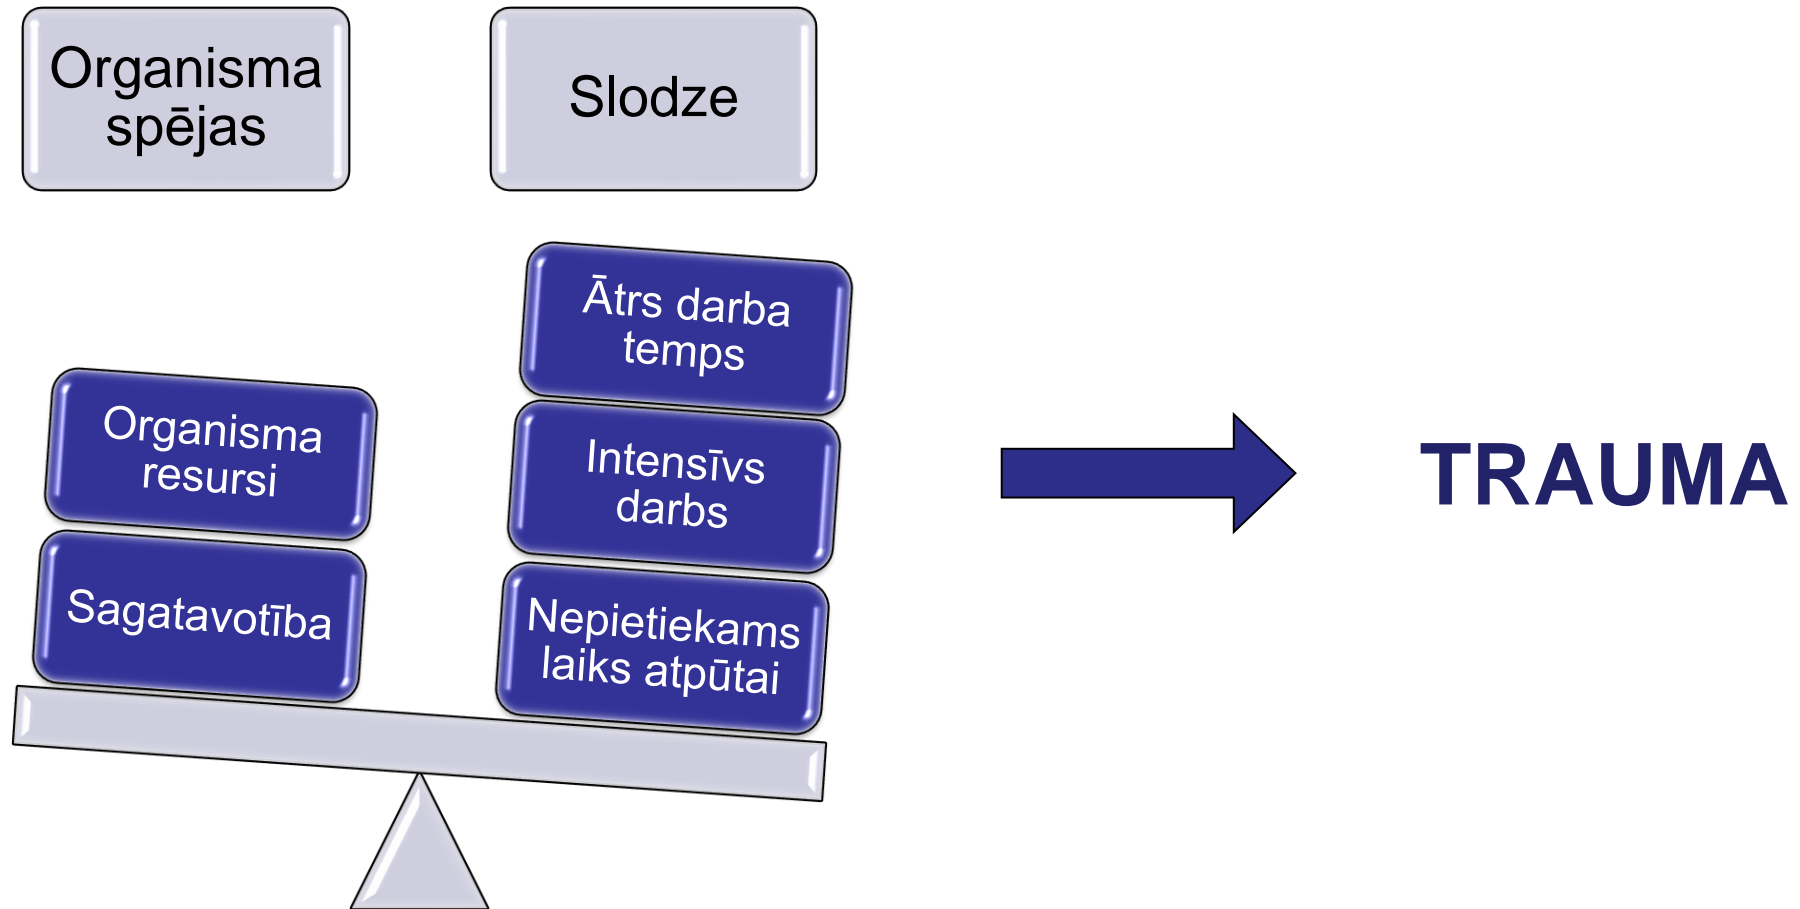 Organisma
spējas
Slodze
Organisma
resursi
Sagatavotība
Ātrs darba
temps
Intensīvs
darbs
Nepietiekams
laiks atpūtai
TRAUMA